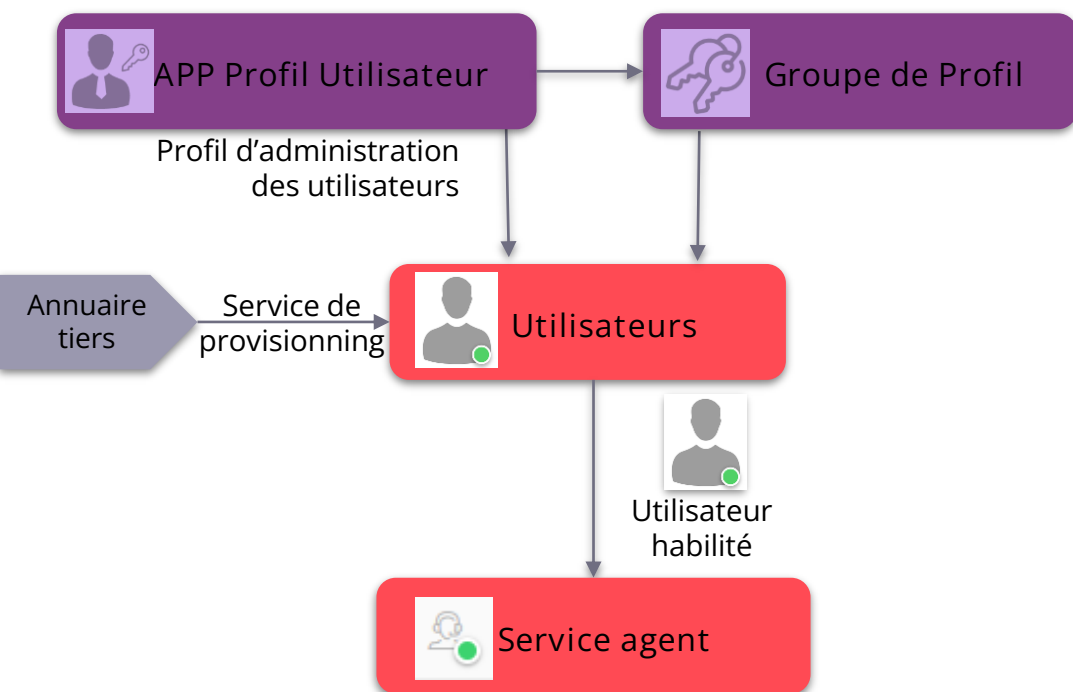 APP Profil Utilisateur
Groupe de Profil
Profil d’administration
des utilisateurs
Annuaire
tiers
Service de
provisionning
Utilisateurs
Utilisateur
habilité
Service agent